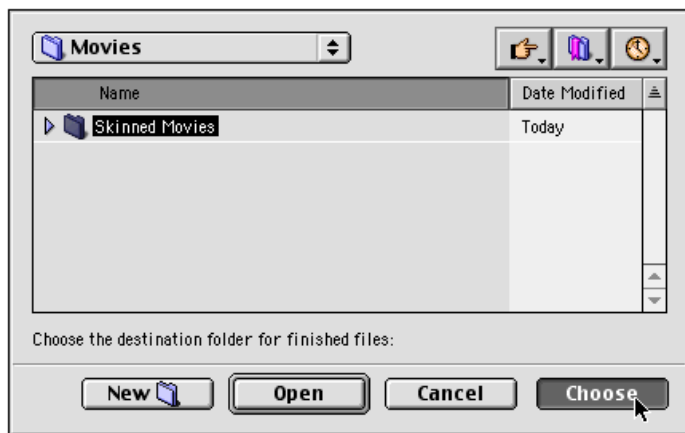 Movies
Name Date Modified
Skinned Movies Today
Choose the destination folder for finished files:
New Open Cancel Choose